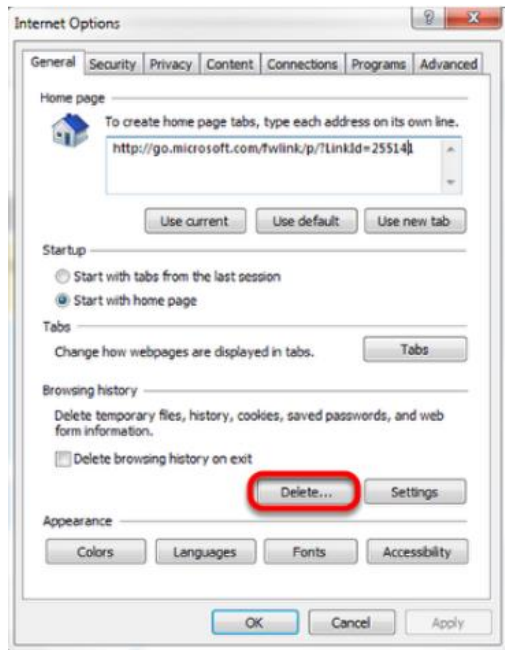 Internet Options
General Security Privacy Content Connections Programs Advanced
Home page
To create home page tabs, type each address on its own line.
http://go.microsoft.com/fwlink/p/?LinkId=255141
Use current Use default Use new tab
Startup
Start with tabs from the last session
Start with home page
Tabs
Change how webpages are displayed in tabs. Tabs
Browsing history
Delete temporary files, history, cookies, saved passwords, and web
form information.
Delete browsing history on exit
Delete... Settings
Appearance
Colors Languages Fonts Accessibility
OK Cancel Apply